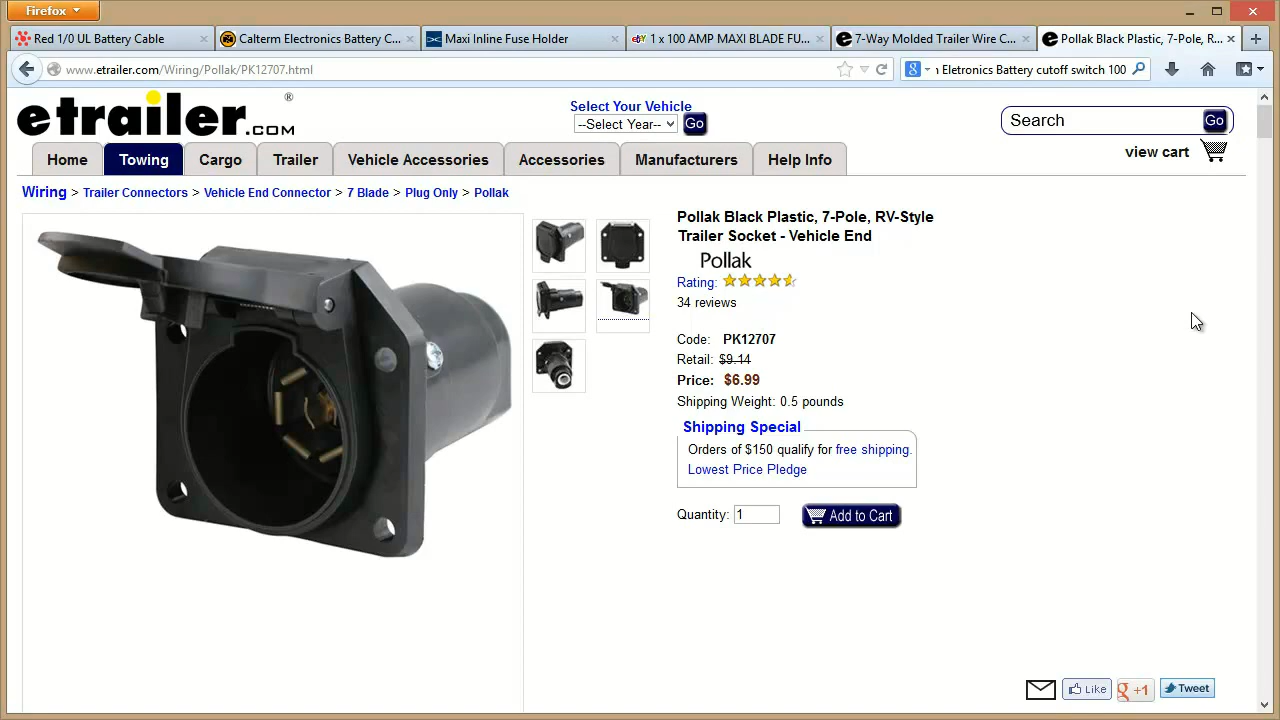 Firefox
Red 1/0 UL Battery Cable
Calterm Electronics Battery C...
Maxi Inline Fuse Holder
1 x 100 AMP MAXI BLADE FU...
7-Way Molded Trailer Wire C...
Pollak Black Plastic, 7-Pole, R...
www.etrailer.com/Wiring/Pollak/PK12707.html
Eletronics Battery cutoff switch 100
etrailer.com ®
Select Your Vehicle
--Select Year-- Go
Search Go
view cart
Home
Towing
Cargo
Trailer
Vehicle Accessories
Accessories
Manufacturers
Help Info
Wiring > Trailer Connectors > Vehicle End Connector > 7 Blade > Plug Only > Pollak
Pollak Black Plastic, 7-Pole, RV-Style
Trailer Socket - Vehicle End
Pollak
Rating:
34 reviews
Code: PK12707
Retail: $9.14
Price: $6.99
Shipping Weight: 0.5 pounds
Shipping Special
Orders of $150 qualify for free shipping.
Lowest Price Pledge
Quantity: 1
Add to Cart
Like
g +1
Tweet